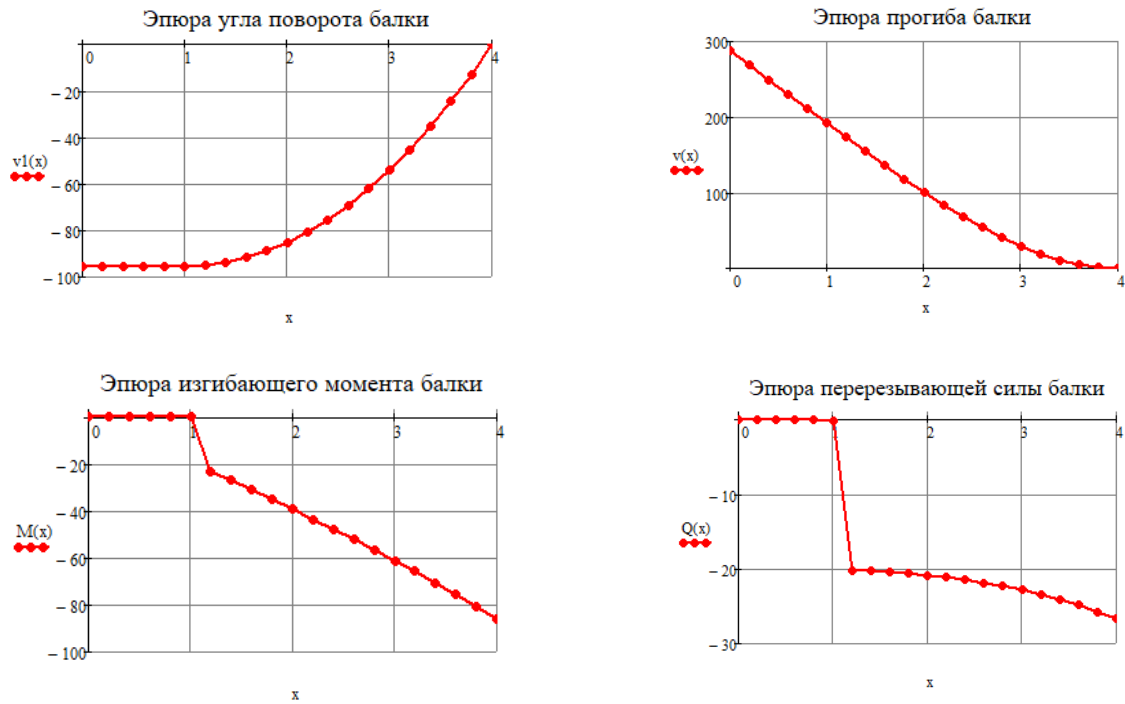 Эпюра угла поворота балки
0
1
2
3
4
– 20
– 40
– 60
– 80
– 100
v1(x)
x
Эпюра прогиба балки
300
200
100
v(x)
0
1
2
3
4
x
Эпюра изгибающего момента балки
0
1
2
3
4
– 20
– 40
– 60
– 80
– 100
M(x)
x
Эпюра перерезывающей силы балки
0
2
3
4
– 10
– 20
– 30
Q(x)
x